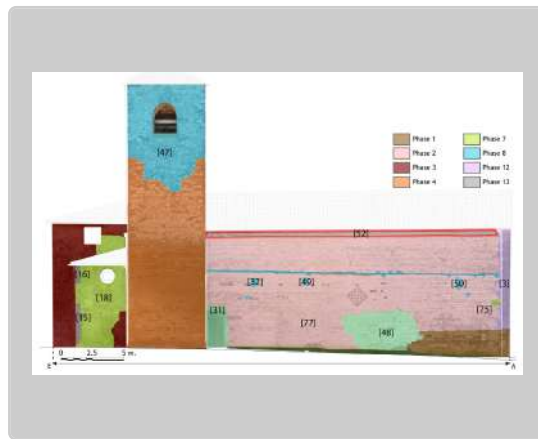 [47]
Phase 1 Phase 7
Phase 2 Phase 8
Phase 3 Phase 12
Phase 4 Phase 13
[52]
[16] [32] [49] [50] [3]
[18] [31] [75]
[77] [48]
0 2.5 5 m.
A